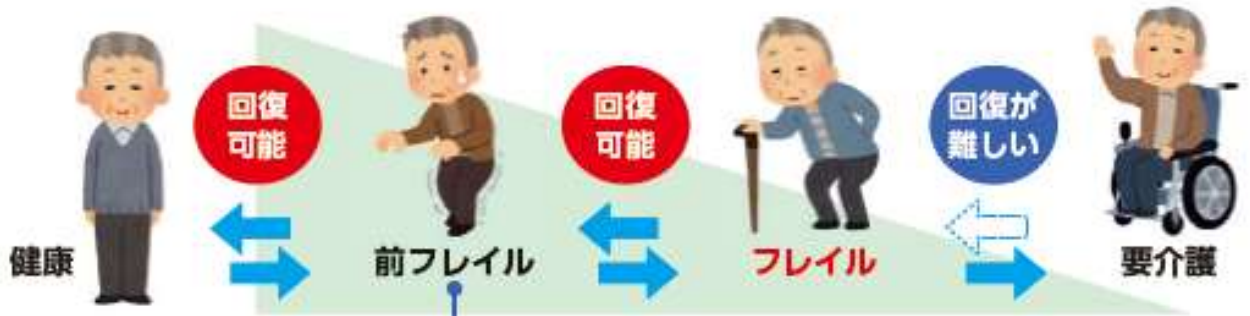 回復
可能
回復
可能
回復が
難しい
健康
前フレイル
フレイル
要介護